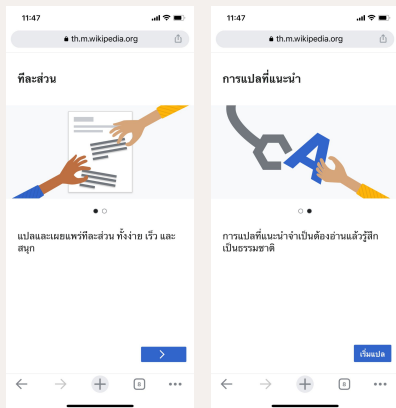 11:47
th.m.wikipedia.org
ทีละส่วน
แปลและเผยแพร่ทีละส่วน ทั้งง่าย เร็ว และ
สนุก
8
11:47
th.m.wikipedia.org
การแปลที่แนะนำ
A
การแปลที่แนะนำจำเป็นต้องอ่านแล้วรู้สึก
เป็นธรรมชาติ
เริ่มแปล
8